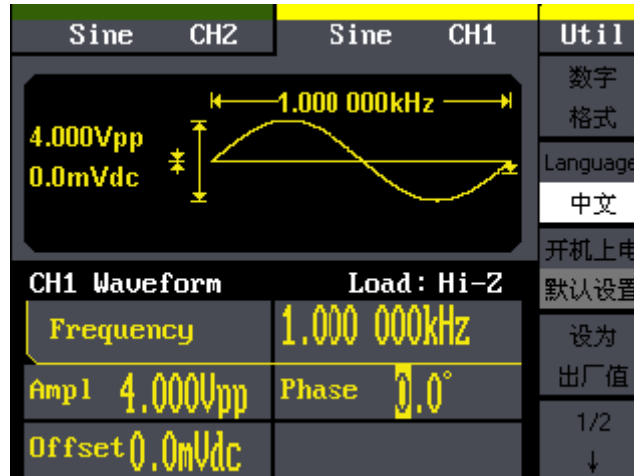 Sine CH2 Sine CH1 Util
1.000 000kHz
4.000Vpp
0.0mVdc
CH1 Waveform Load: Hi-Z
Frequency 1.000 000kHz
Ampl 4.000Vpp Phase 0.0°
Offset 0.0mVdc
数字
格式
Language
中文
开机上电
默认设置
设为
出厂值
1/2
↓